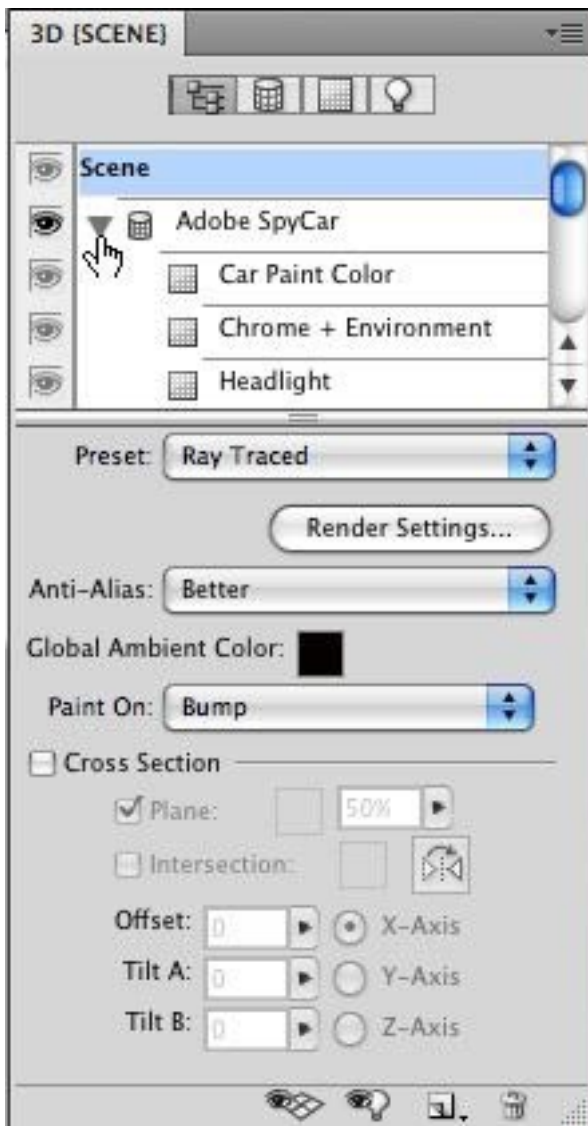 3D {SCENE}
Scene
Adobe SpyCar
Car Paint Color
Chrome + Environment
Headlight
Preset: Ray Traced
Render Settings...
Anti-Alias: Better
Global Ambient Color:
Paint On: Bump
Cross Section
Plane: 50%
Intersection:
Offset: 0 X-Axis
Tilt A: 0 Y-Axis
Tilt B: 0 Z-Axis